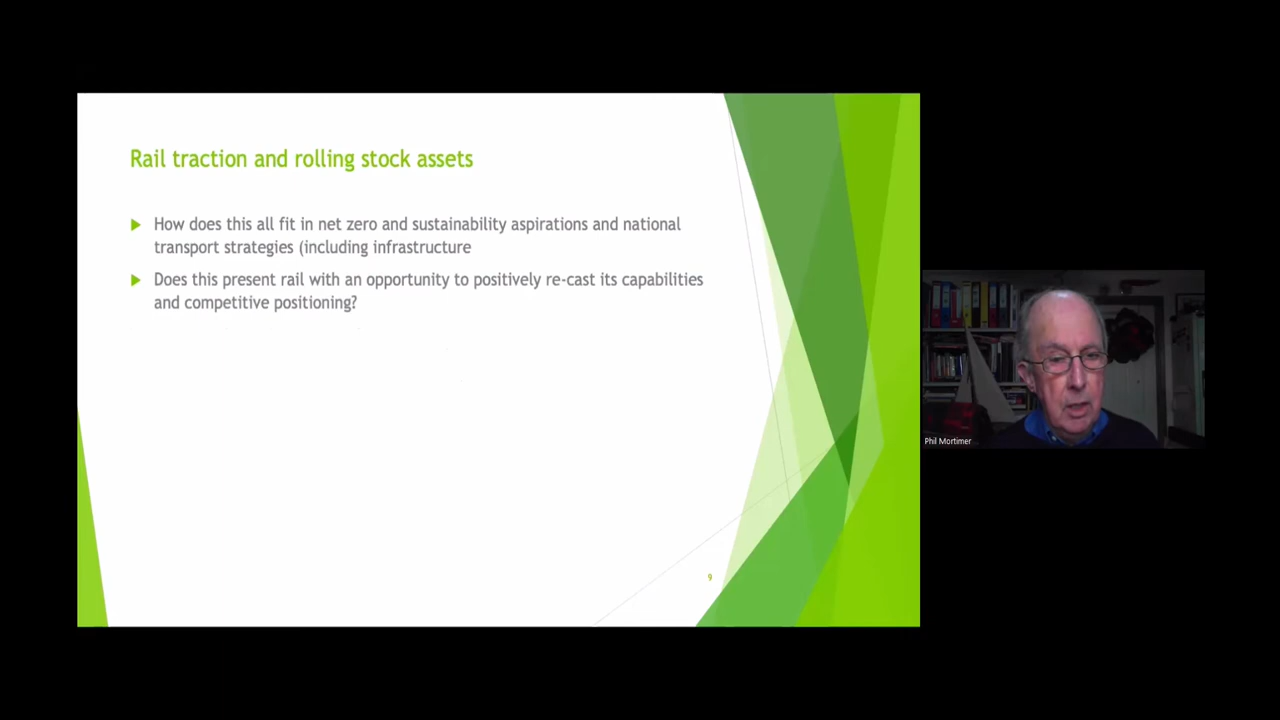 Rail traction and rolling stock assets
How does this all fit in net zero and sustainability aspirations and national
transport strategies (including infrastructure
Does this present rail with an opportunity to positively re-cast its capabilities
and competitive positioning?
9
Phil Mortimer